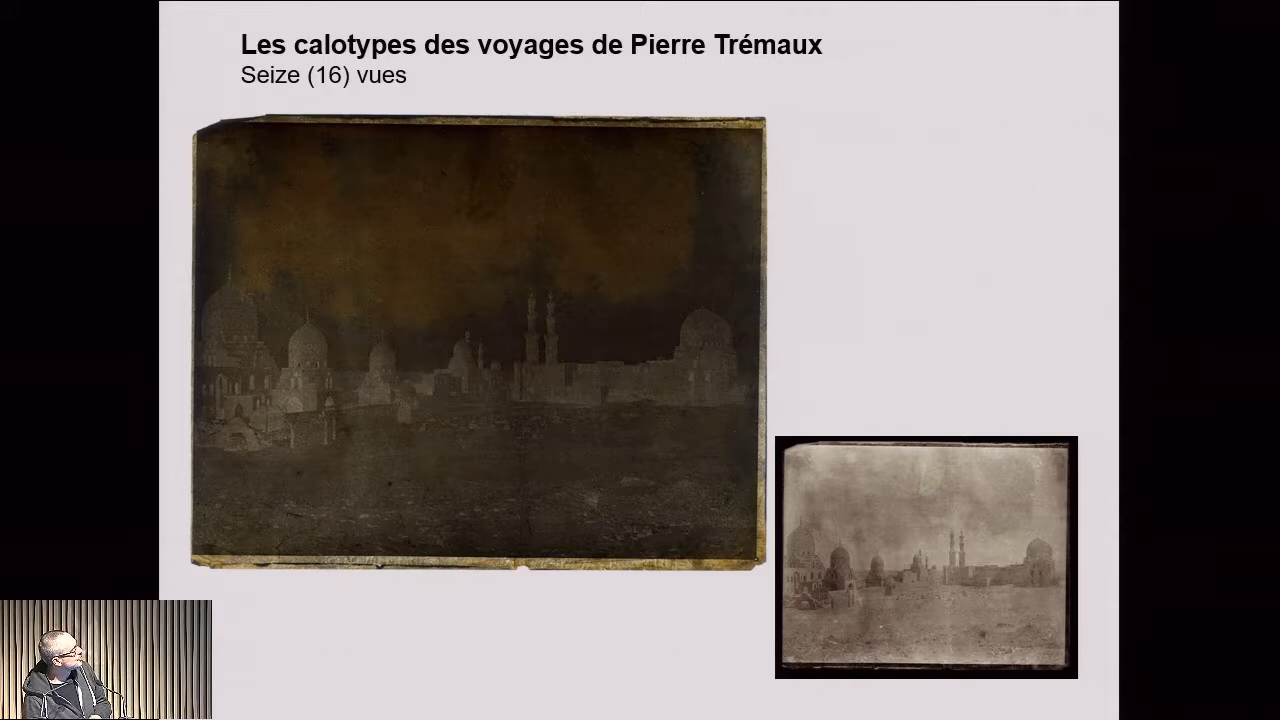 Les calotypes des voyages de Pierre Trémaux
Seize (16) vues